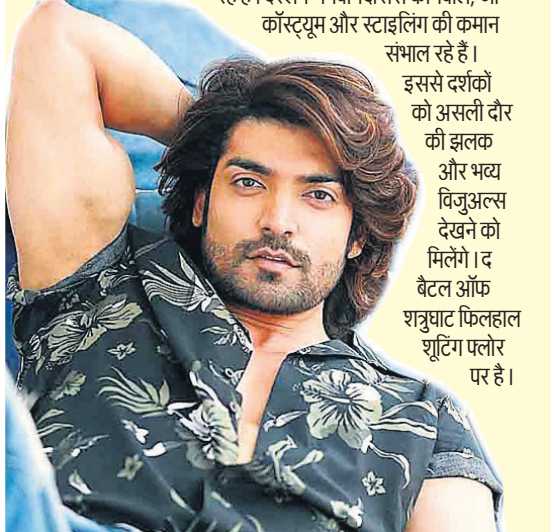 कॉस्ट्यूम और स्टाइलिंग की कमान
संभाल रहे हैं।
इससे दर्शकों
को असली दौर
की झलक
और भव्य
विजुअल्स
देखने को
मिलेंगे। द
बैटल ऑफ
शत्रुघाट फिलहाल
शूटिंग फ्लोर
पर है।